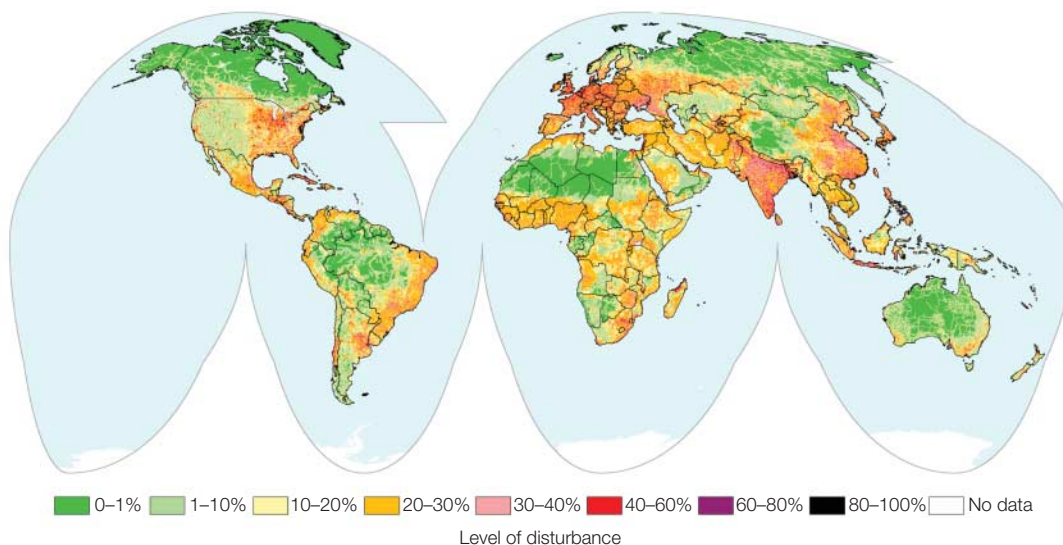 0–1% 1–10% 10–20% 20–30% 30–40% 40–60% 60–80% 80–100% No data
Level of disturbance